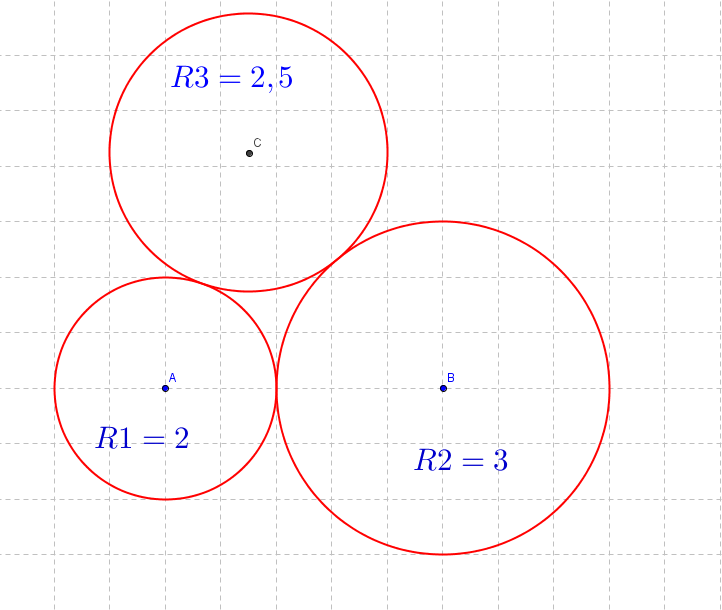 R3 = 2,5
C
A
B
R1 = 2
R2 = 3